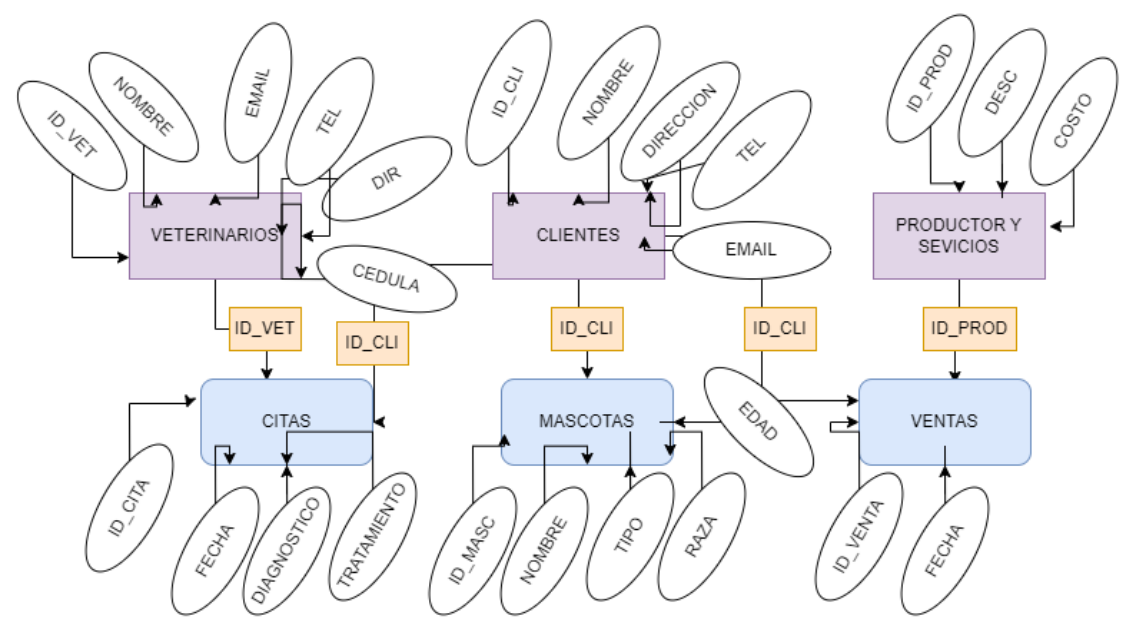 ID_VET
NOMBRE
EMAIL
TEL
DIR
ID_CLI
NOMBRE
DIRECCION
TEL
ID_PROD
DESC
COSTO
VETERINARIOS
CLIENTES
PRODUCTOR Y
SEVICIOS
CEDULA
EMAIL
ID_VET
ID_CLI
ID_CLI
ID_CLI
ID_PROD
CITAS
MASCOTAS
EDAD
VENTAS
ID_CITA
FECHA
DIAGNOSTICO
TRATAMIENTO
ID_MASC
NOMBRE
TIPO
RAZA
ID_VENTA
FECHA